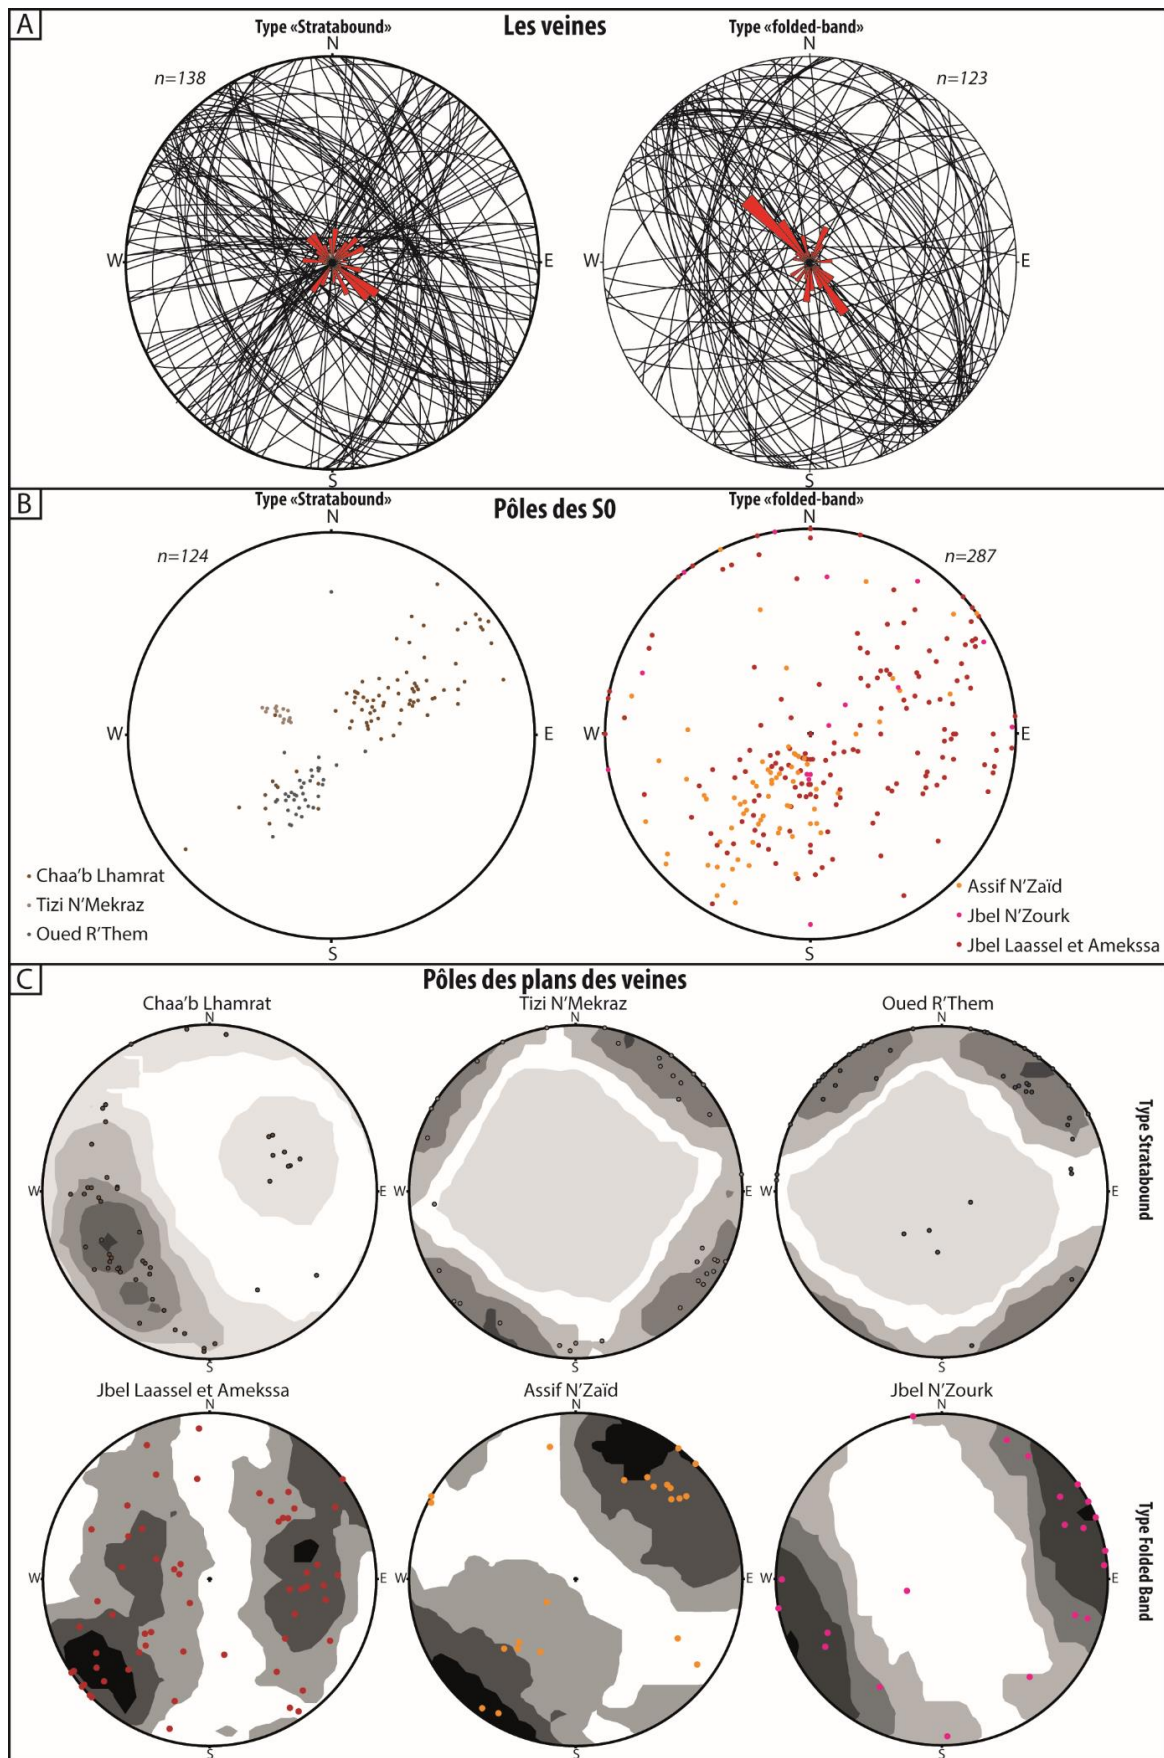 A
Les veines
Type «Stratabound»
Type «folded-band»
N
N
n=138
n=123
W
E
W
E
S
S
B
Pôles des S0
Type «Stratabound»
Type «folded-band»
N
N
n=124
n=287
W
E
W
E
Chaa'b Lhamrat
Tizi N'Mekraz
Oued R'Them
Assif N'Zaïd
Jbel N'Zourk
Jbel Laassel et Amekssa
S
S
C
Pôles des plans des veines
Chaa'b Lhamrat
Tizi N'Mekraz
Oued R'Them
N
N
N
W
E
W
E
W
E
S
S
S
Type Stratabound
Jbel Laassel et Amekssa
Assif N'Zaïd
Jbel N'Zourk
N
N
N
W
E
W
E
W
E
S
S
S
Type Folded Band